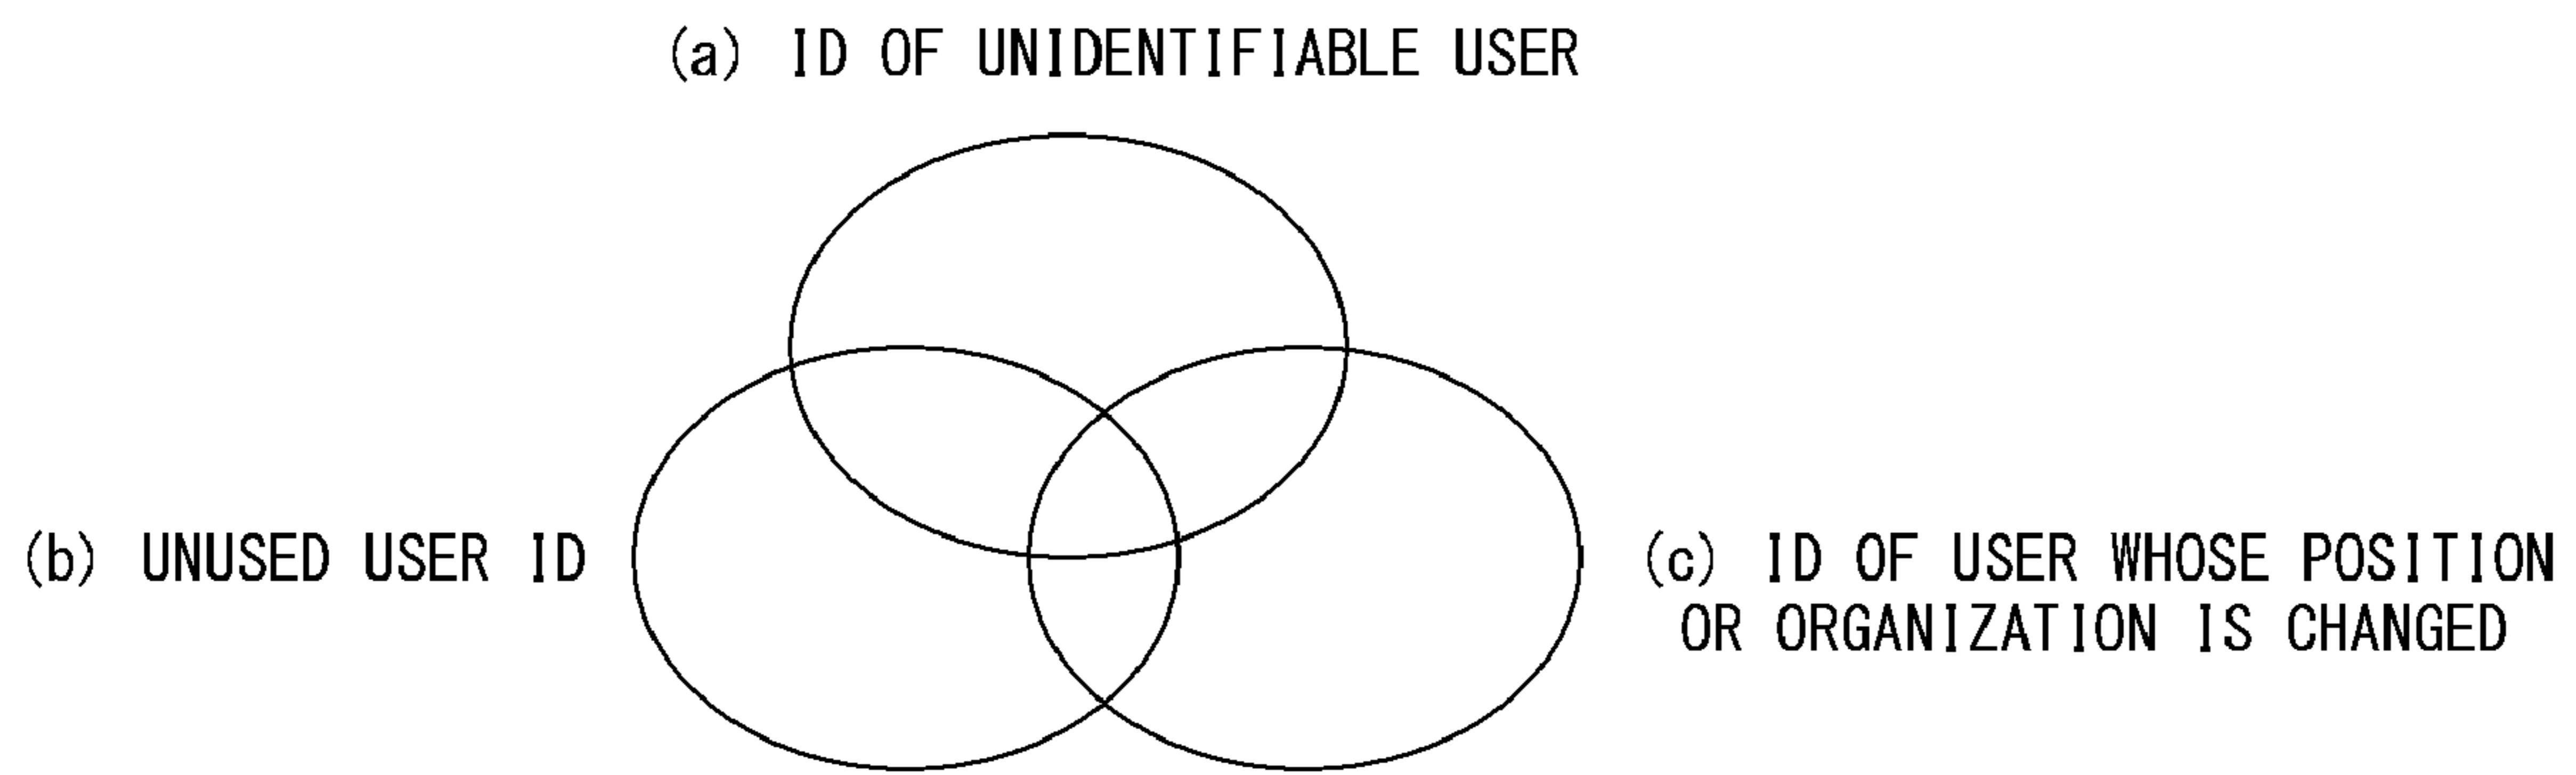 (a) ID OF UNIDENTIFIABLE USER
(b) UNUSED USER ID
(c) ID OF USER WHOSE POSITION
OR ORGANIZATION IS CHANGED